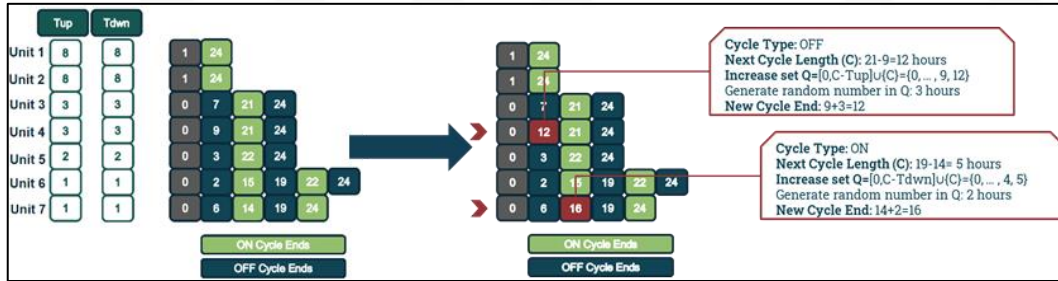 Tup Tdwn
Unit 1 8 8 1 24
Unit 2 8 8 1 24
Unit 3 3 3 0 7 21 24
Unit 4 3 3 0 9 21 24
Unit 5 2 2 0 3 22 24
Unit 6 1 1 0 2 15 19 22 24
Unit 7 1 1 0 6 14 19 24
ON Cycle Ends
OFF Cycle Ends
1 24
1 24
0 7 21 24
0 12 21 24
0 3 22 24
0 2 15 19 22 24
0 6 16 19 24
ON Cycle Ends
OFF Cycle Ends
Cycle Type: OFF
Next Cycle Length (C): 21-9=12 hours
Increase set Q=[0,C-Tup]∪{C}={0, ... , 9, 12}
Generate random number in Q: 3 hours
New Cycle End: 9+3=12
Cycle Type: ON
Next Cycle Length (C): 19-14= 5 hours
Increase set Q=[0,C-Tdwn]∪{C}={0, ... , 4, 5}
Generate random number in Q: 2 hours
New Cycle End: 14+2=16